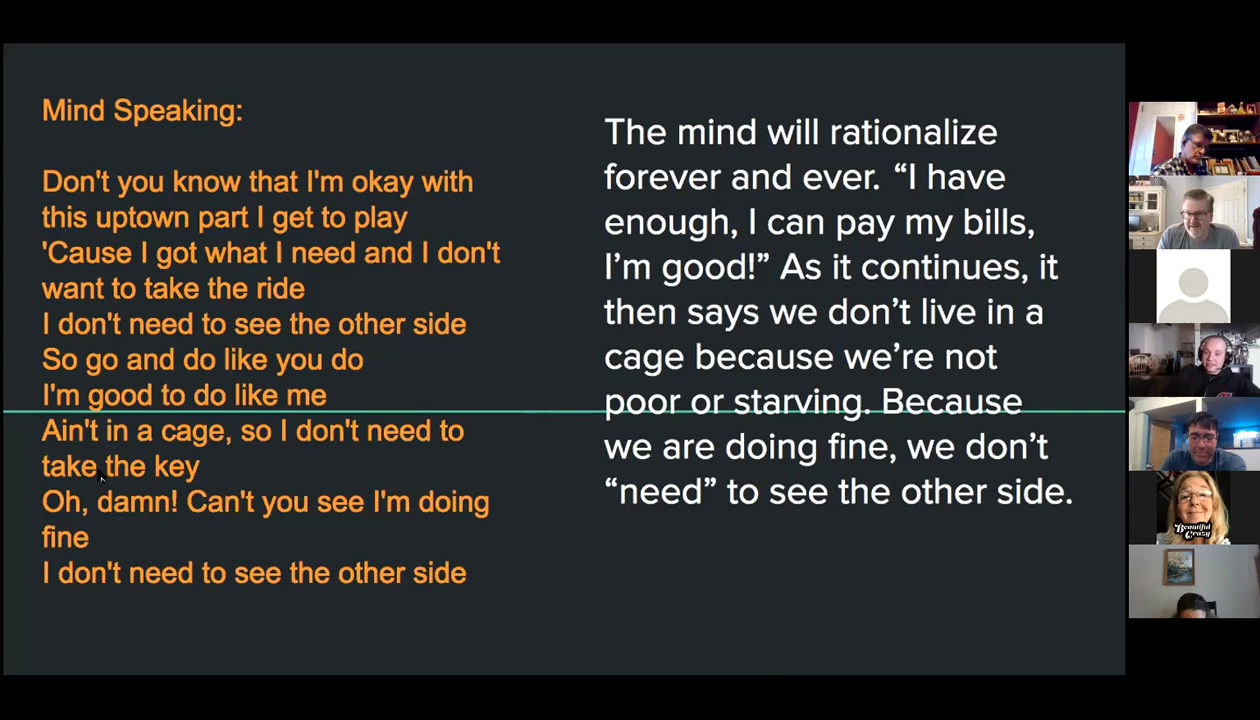 Mind Speaking:
Don't you know that I'm okay with
this uptown part I get to play
'Cause I got what I need and I don't
want to take the ride
I don't need to see the other side
So go and do like you do
I'm good to do like me
Ain't in a cage, so I don't need to
take the key
Oh, damn! Can't you see I'm doing
fine
I don't need to see the other side
The mind will rationalize
forever and ever. “I have
enough, I can pay my bills,
I’m good!” As it continues, it
then says we don’t live in a
cage because we’re not
poor or starving. Because
we are doing fine, we don’t
“need” to see the other side.
Beautiful
Crazy